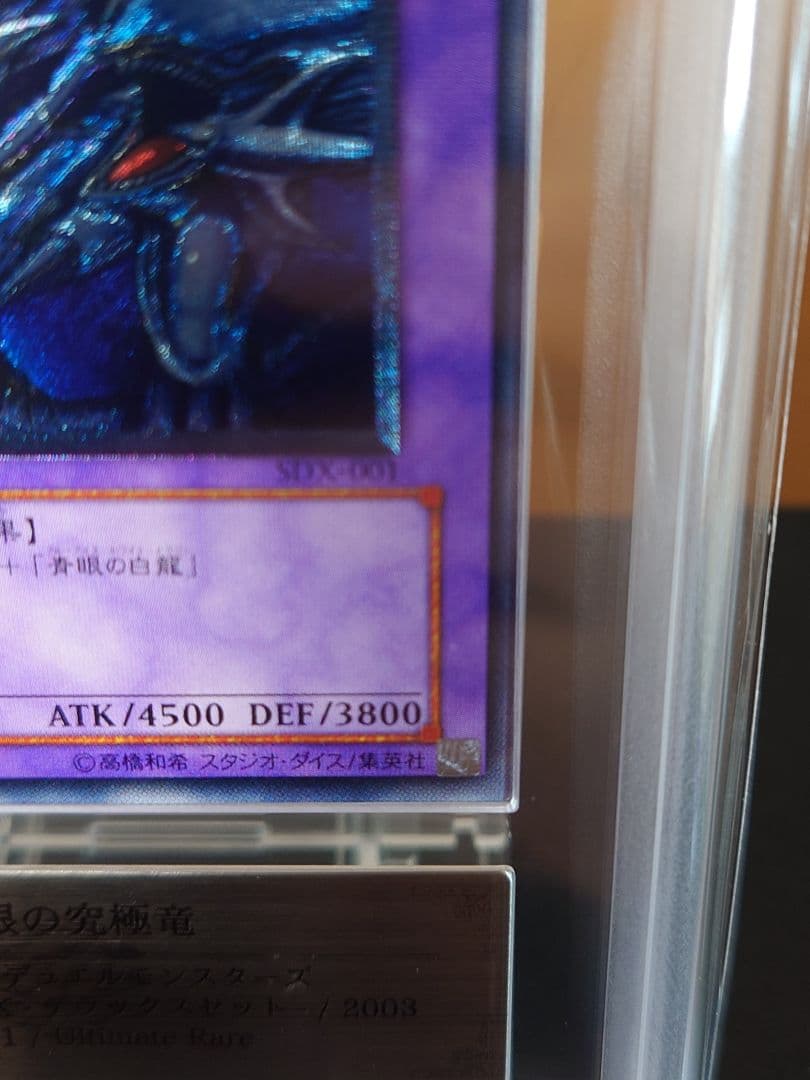 SDX-001
果】
＋「青眼の白龍」
ATK/4500 DEF/3800
©高橋和希 スタジオ・ダイス/集英社
眼の究極竜
デュエルモンスターズ
デラックスセット- / 2003
1 / Ultimate Rare